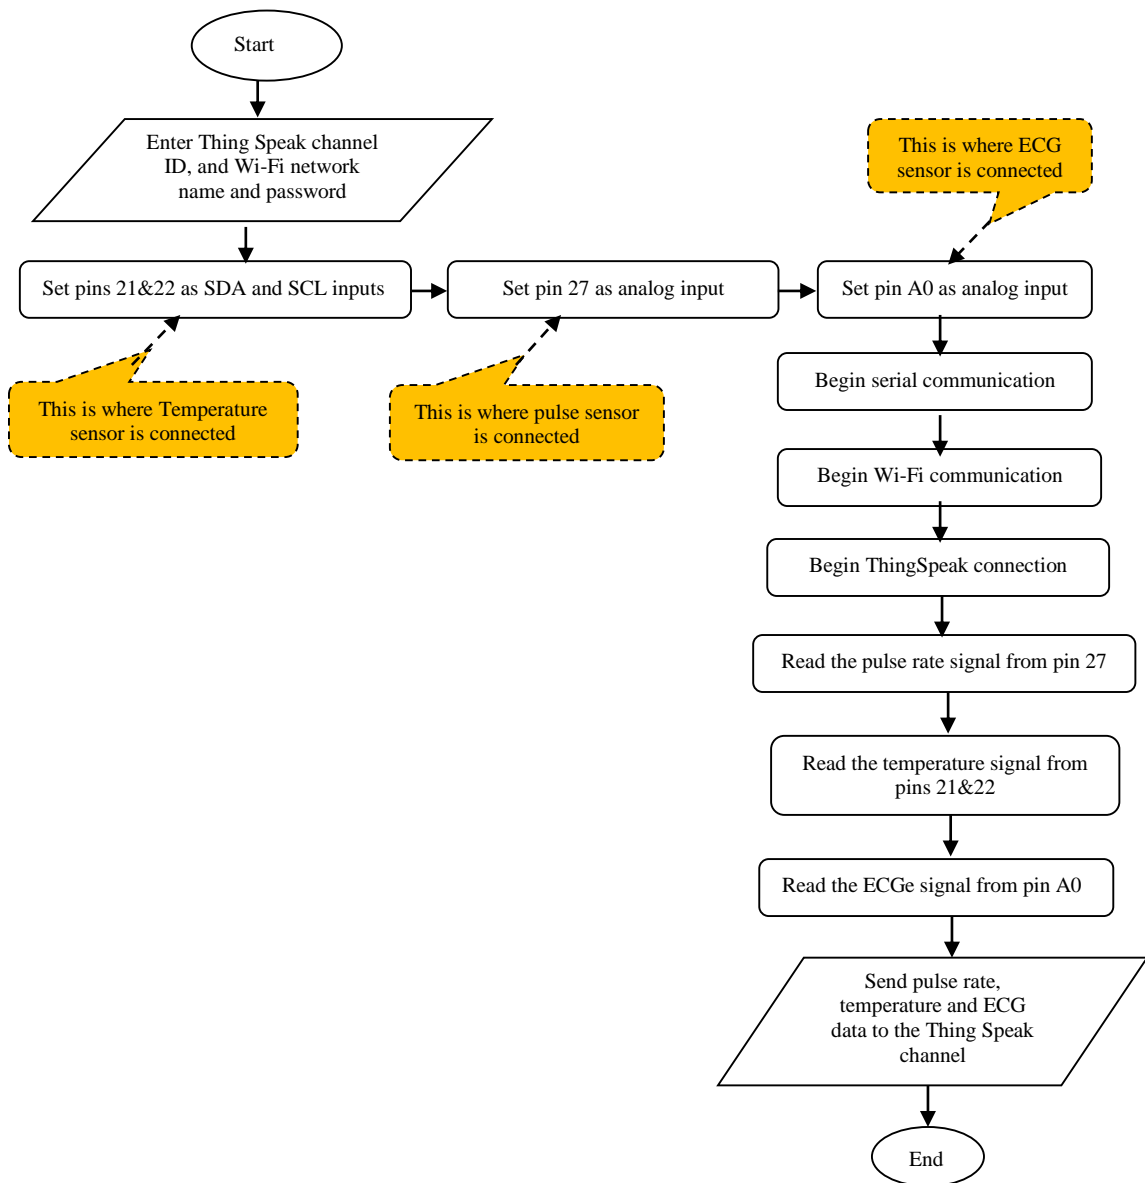 Start
Enter Thing Speak channel
ID, and Wi-Fi network
name and password
This is where ECG
sensor is connected
Set pins 21&22 as SDA and SCL inputs
Set pin 27 as analog input
Set pin A0 as analog input
This is where Temperature
sensor is connected
This is where pulse sensor
is connected
Begin serial communication
Begin Wi-Fi communication
Begin ThingSpeak connection
Read the pulse rate signal from pin 27
Read the temperature signal from
pins 21&22
Read the ECGe signal from pin A0
Send pulse rate,
temperature and ECG
data to the Thing Speak
channel
End